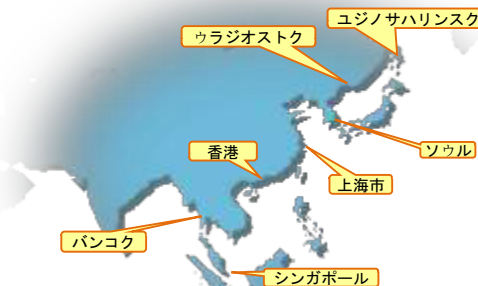 ユジノサハリンスク
ウラジオストク
香港
ソウル
上海市
バンコク
シンガポール